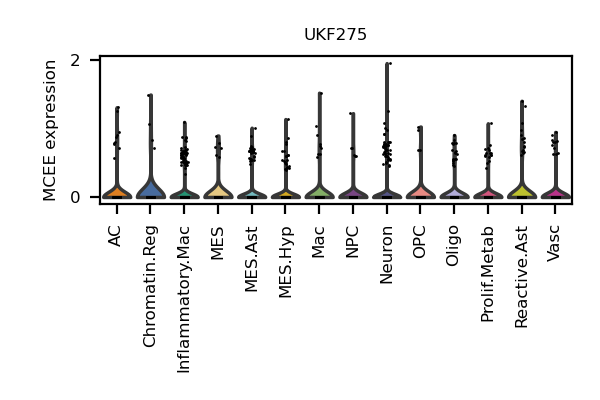 UKF275
MCEE expression
2
0
AC
Chromatin.Reg
Inflammatory.Mac
MES
MES.Ast
MES.Hyp
Mac
NPC
Neuron
OPC
Oligo
Prolif.Metab
Reactive.Ast
Vasc